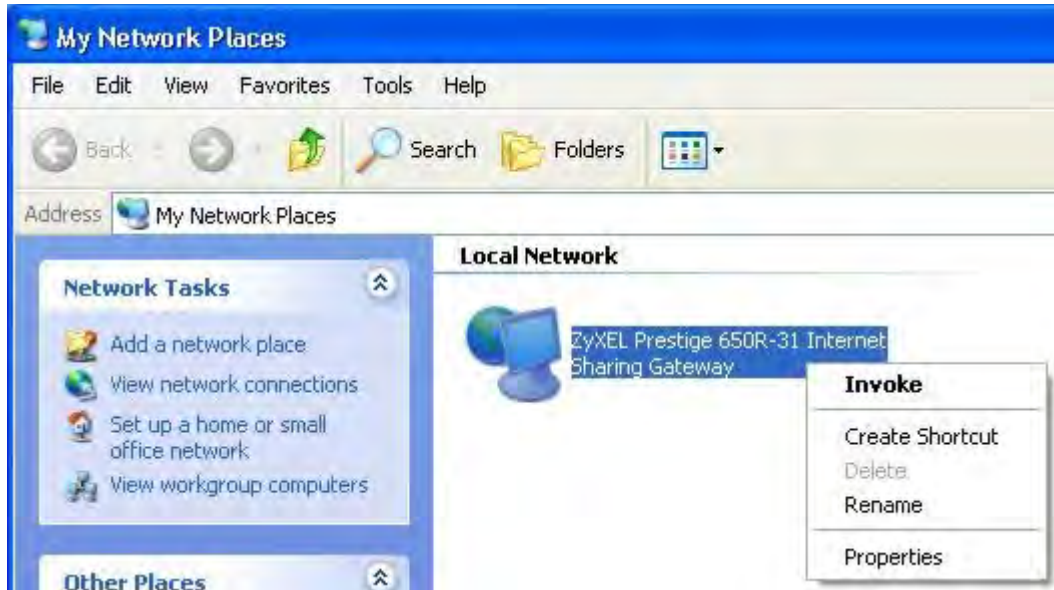 My Network Places
File Edit View Favorites Tools Help
Back Search Folders
Address My Network Places
Network Tasks
Add a network place
View network connections
Set up a home or small
office network
View workgroup computers
Other Places
Local Network
ZyXEL Prestige 650R-31 Internet
Sharing Gateway
Invoke
Create Shortcut
Delete
Rename
Properties